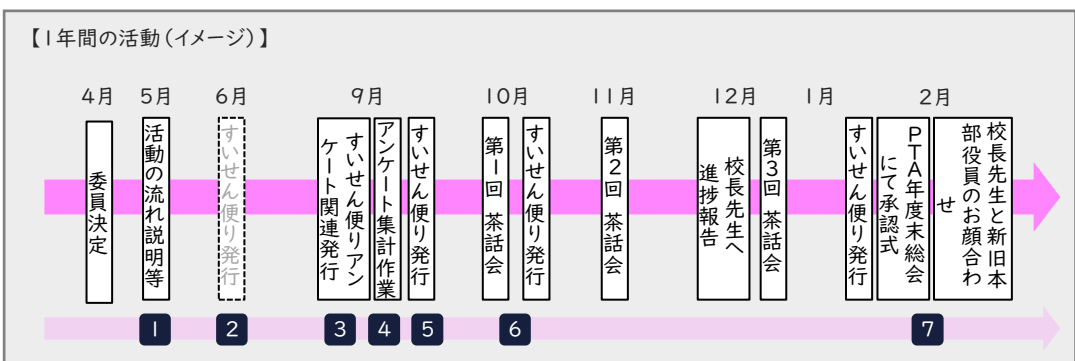 【1年間の活動(イメージ)】
4月 5月 6月 9月 10月 11月 12月 1月 2月
委員決定
活動の流れ説明等
すいせん便り発行
すいせん便りアン
ケート関連発行
アンケート集計作業
すいせん便り発行
第1回 茶話会
すいせん便り発行
第2回 茶話会
校長先生へ
進捗報告
第3回 茶話会
すいせん便り発行
PTA年度末総会
にて承認式
校長先生と新旧本
部役員のお顔合わ
せ
1 2 3 4 5 6 7